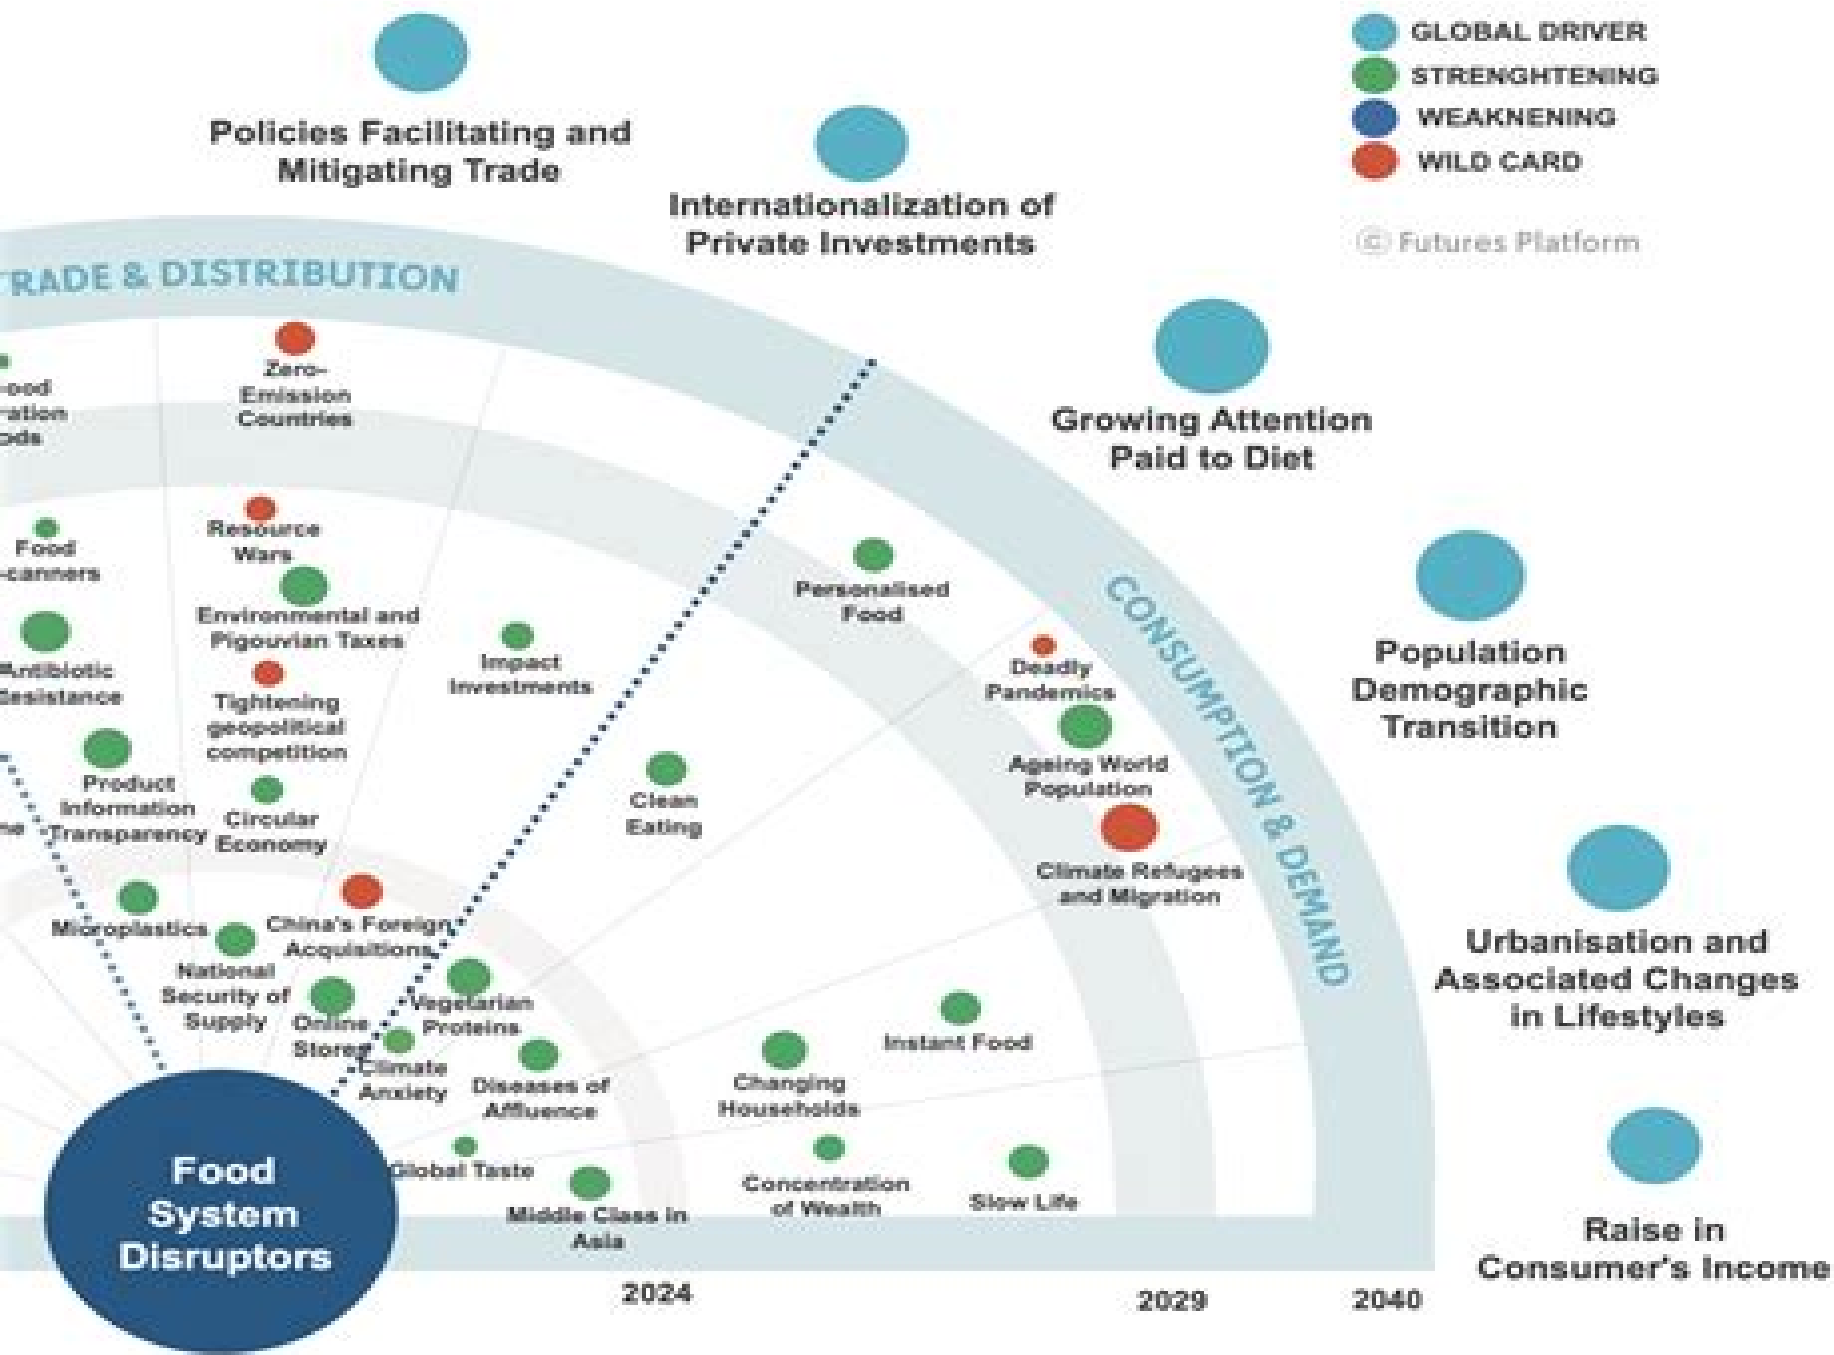 Policies Facilitating and
Mitigating Trade
Internationalization of
Private Investments
GLOBAL DRIVER
STRENGHTENING
WEAKNENING
WILD CARD
© Futures Platform
Growing Attention
Paid to Diet
Population
Demographic
Transition
Urbanisation and
Associated Changes
in Lifestyles
Raise in
Consumer's Income
TRADE & DISTRIBUTION
CONSUMPTION & DEMAND
Zero-
Emission
Countries
Food
-canners
Resource
Wars
Environmental and
Pigouvian Taxes
Antibiotic
Tightening
geopolitical
competition
Impact
Investments
Product
Information
Transparency
Circular
Economy
Microplastics
National
Security of
Supply
China's Foreign
Acquisitions
Online
Stores
Personalised
Food
Deadly
Pandemics
Ageing World
Population
Climate Refugees
and Migration
Clean
Eating
Vegetarian
Proteins
Climate
Anxiety
Diseases of
Affluence
Instant Food
Changing
Households
Global Taste
Middle Class in
Asia
Concentration
of Wealth
Slow Life
Food
System
Disruptors
2024
2029
2040